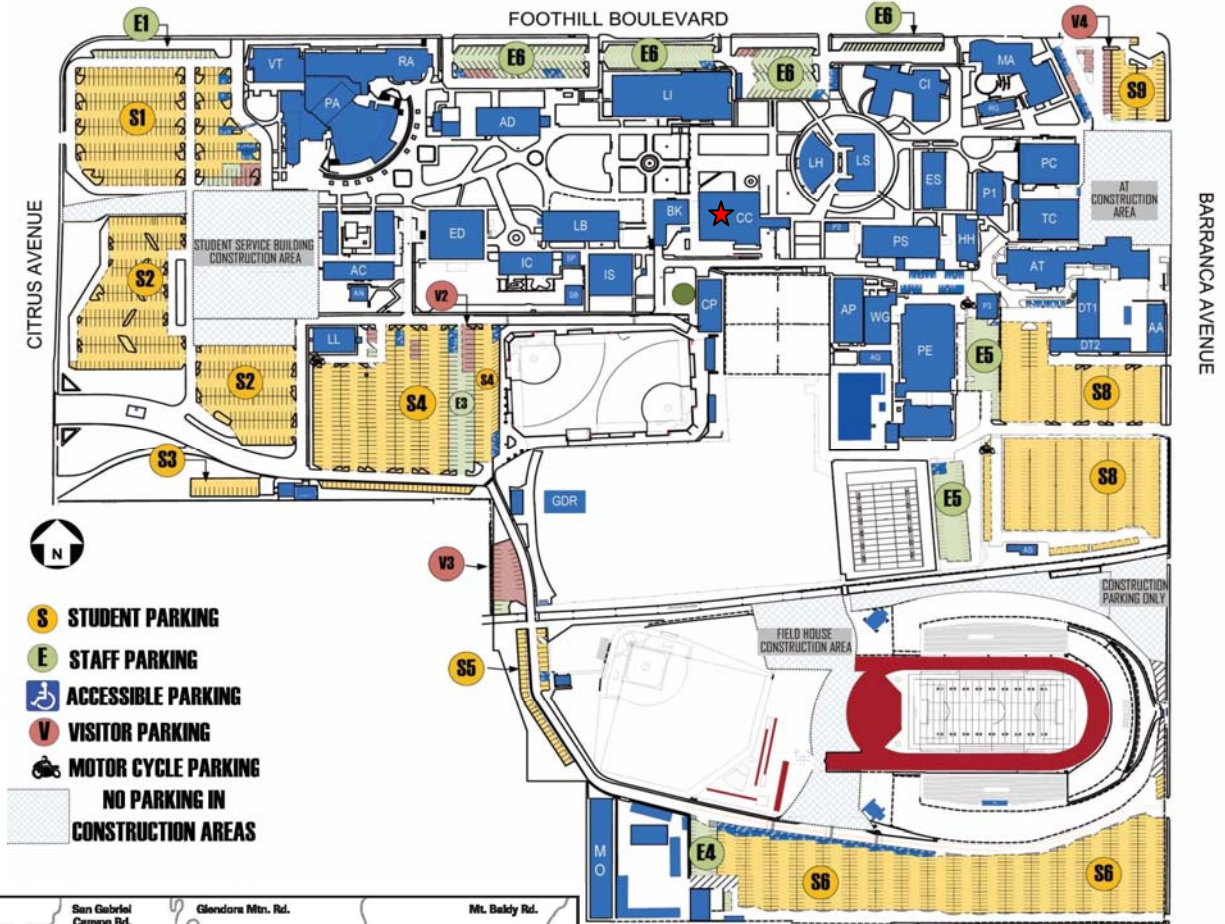 FOOTHILL BOULEVARD
E1
E6
V4
VT
RA
E6
E6
E6
MA
S1
PA
AD
LI
CI
S9
LH
LS
ES
P1
PC
AT
CONSTRUCTION
AREA
CITRUS AVENUE
BARRANCA AVENUE
STUDENT SERVICE BUILDING
CONSTRUCTION AREA
ED
LB
BK
CC
P2
PS
HH
TC
S2
AC
AN
IC
IS
V2
CP
AP
WG
P3
AT
DT1
AA
LL
AQ
PE
E5
DT2
S2
S4
E3
S4
S8
S3
GDR
E5
S8
AS
N
V3
CONSTRUCTION
PARKING ONLY
S STUDENT PARKING
E STAFF PARKING
ACCESSIBLE PARKING
V VISITOR PARKING
MOTOR CYCLE PARKING
NO PARKING IN
CONSTRUCTION AREAS
FIELD HOUSE
CONSTRUCTION AREA
S5
M
O
E4
S6
S6
San Gabriel
Canyon Rd.
Glendora Mtn. Rd.
Mt. Baldy Rd.